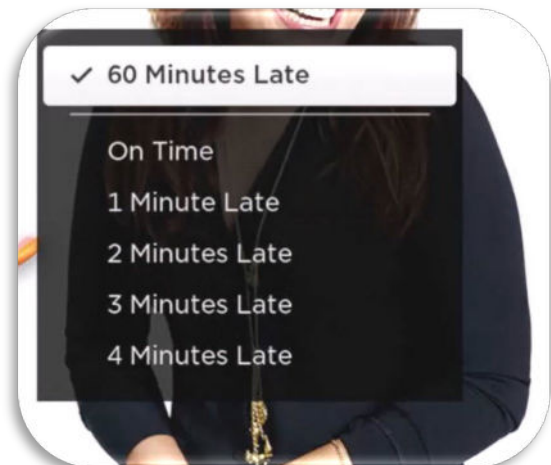 60 Minutes Late
On Time
1 Minute Late
2 Minutes Late
3 Minutes Late
4 Minutes Late